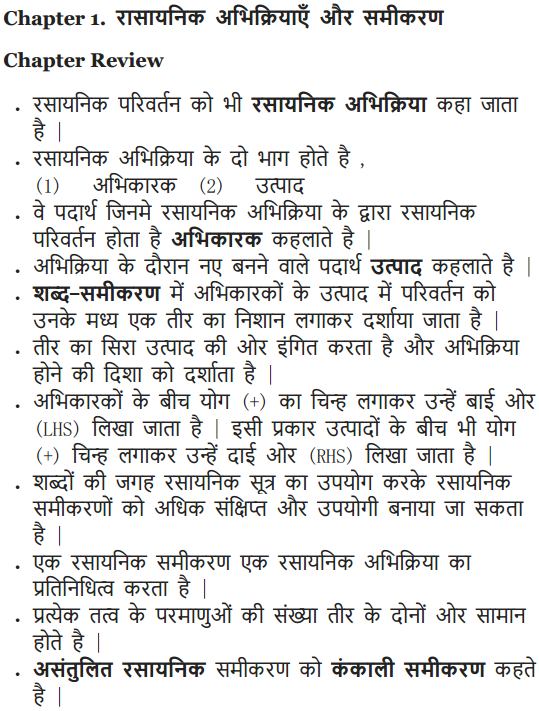 Chapter 1. रासायनिक अभिक्रियाएँ और समीकरण
Chapter Review
• रसायनिक परिवर्तन को भी रसायनिक अभिक्रिया कहा जाता
है |
• रसायनिक अभिक्रिया के दो भाग होते है ,
(1) अभिकारक (2) उत्पाद
• वे पदार्थ जिनमे रसायनिक अभिक्रिया के द्वारा रसायनिक
परिवर्तन होता है अभिकारक कहलाते है |
• अभिक्रिया के दौरान नए बनने वाले पदार्थ उत्पाद कहलाते है |
• शब्द-समीकरण में अभिकारकों के उत्पाद में परिवर्तन को
उनके मध्य एक तीर का निशान लगाकर दर्शाया जाता है |
• तीर का सिरा उत्पाद की ओर इंगित करता है और अभिक्रिया
होने की दिशा को दर्शाता है |
• अभिकारकों के बीच योग (+) का चिन्ह लगाकर उन्हें बाई ओर
(LHS) लिखा जाता है | इसी प्रकार उत्पादों के बीच भी योग
(+) चिन्ह लगाकर उन्हें दाई ओर (RHS) लिखा जाता है |
• शब्दों की जगह रसायनिक सूत्र का उपयोग करके रसायनिक
समीकरणों को अधिक संक्षिप्त और उपयोगी बनाया जा सकता
है |
• एक रसायनिक समीकरण एक रसायनिक अभिक्रिया का
प्रतिनिधित्व करता है |
• प्रत्येक तत्व के परमाणुओं की संख्या तीर के दोनों ओर सामान
होते है |
• असंतुलित रसायनिक समीकरण को कंकाली समीकरण कहते
है |